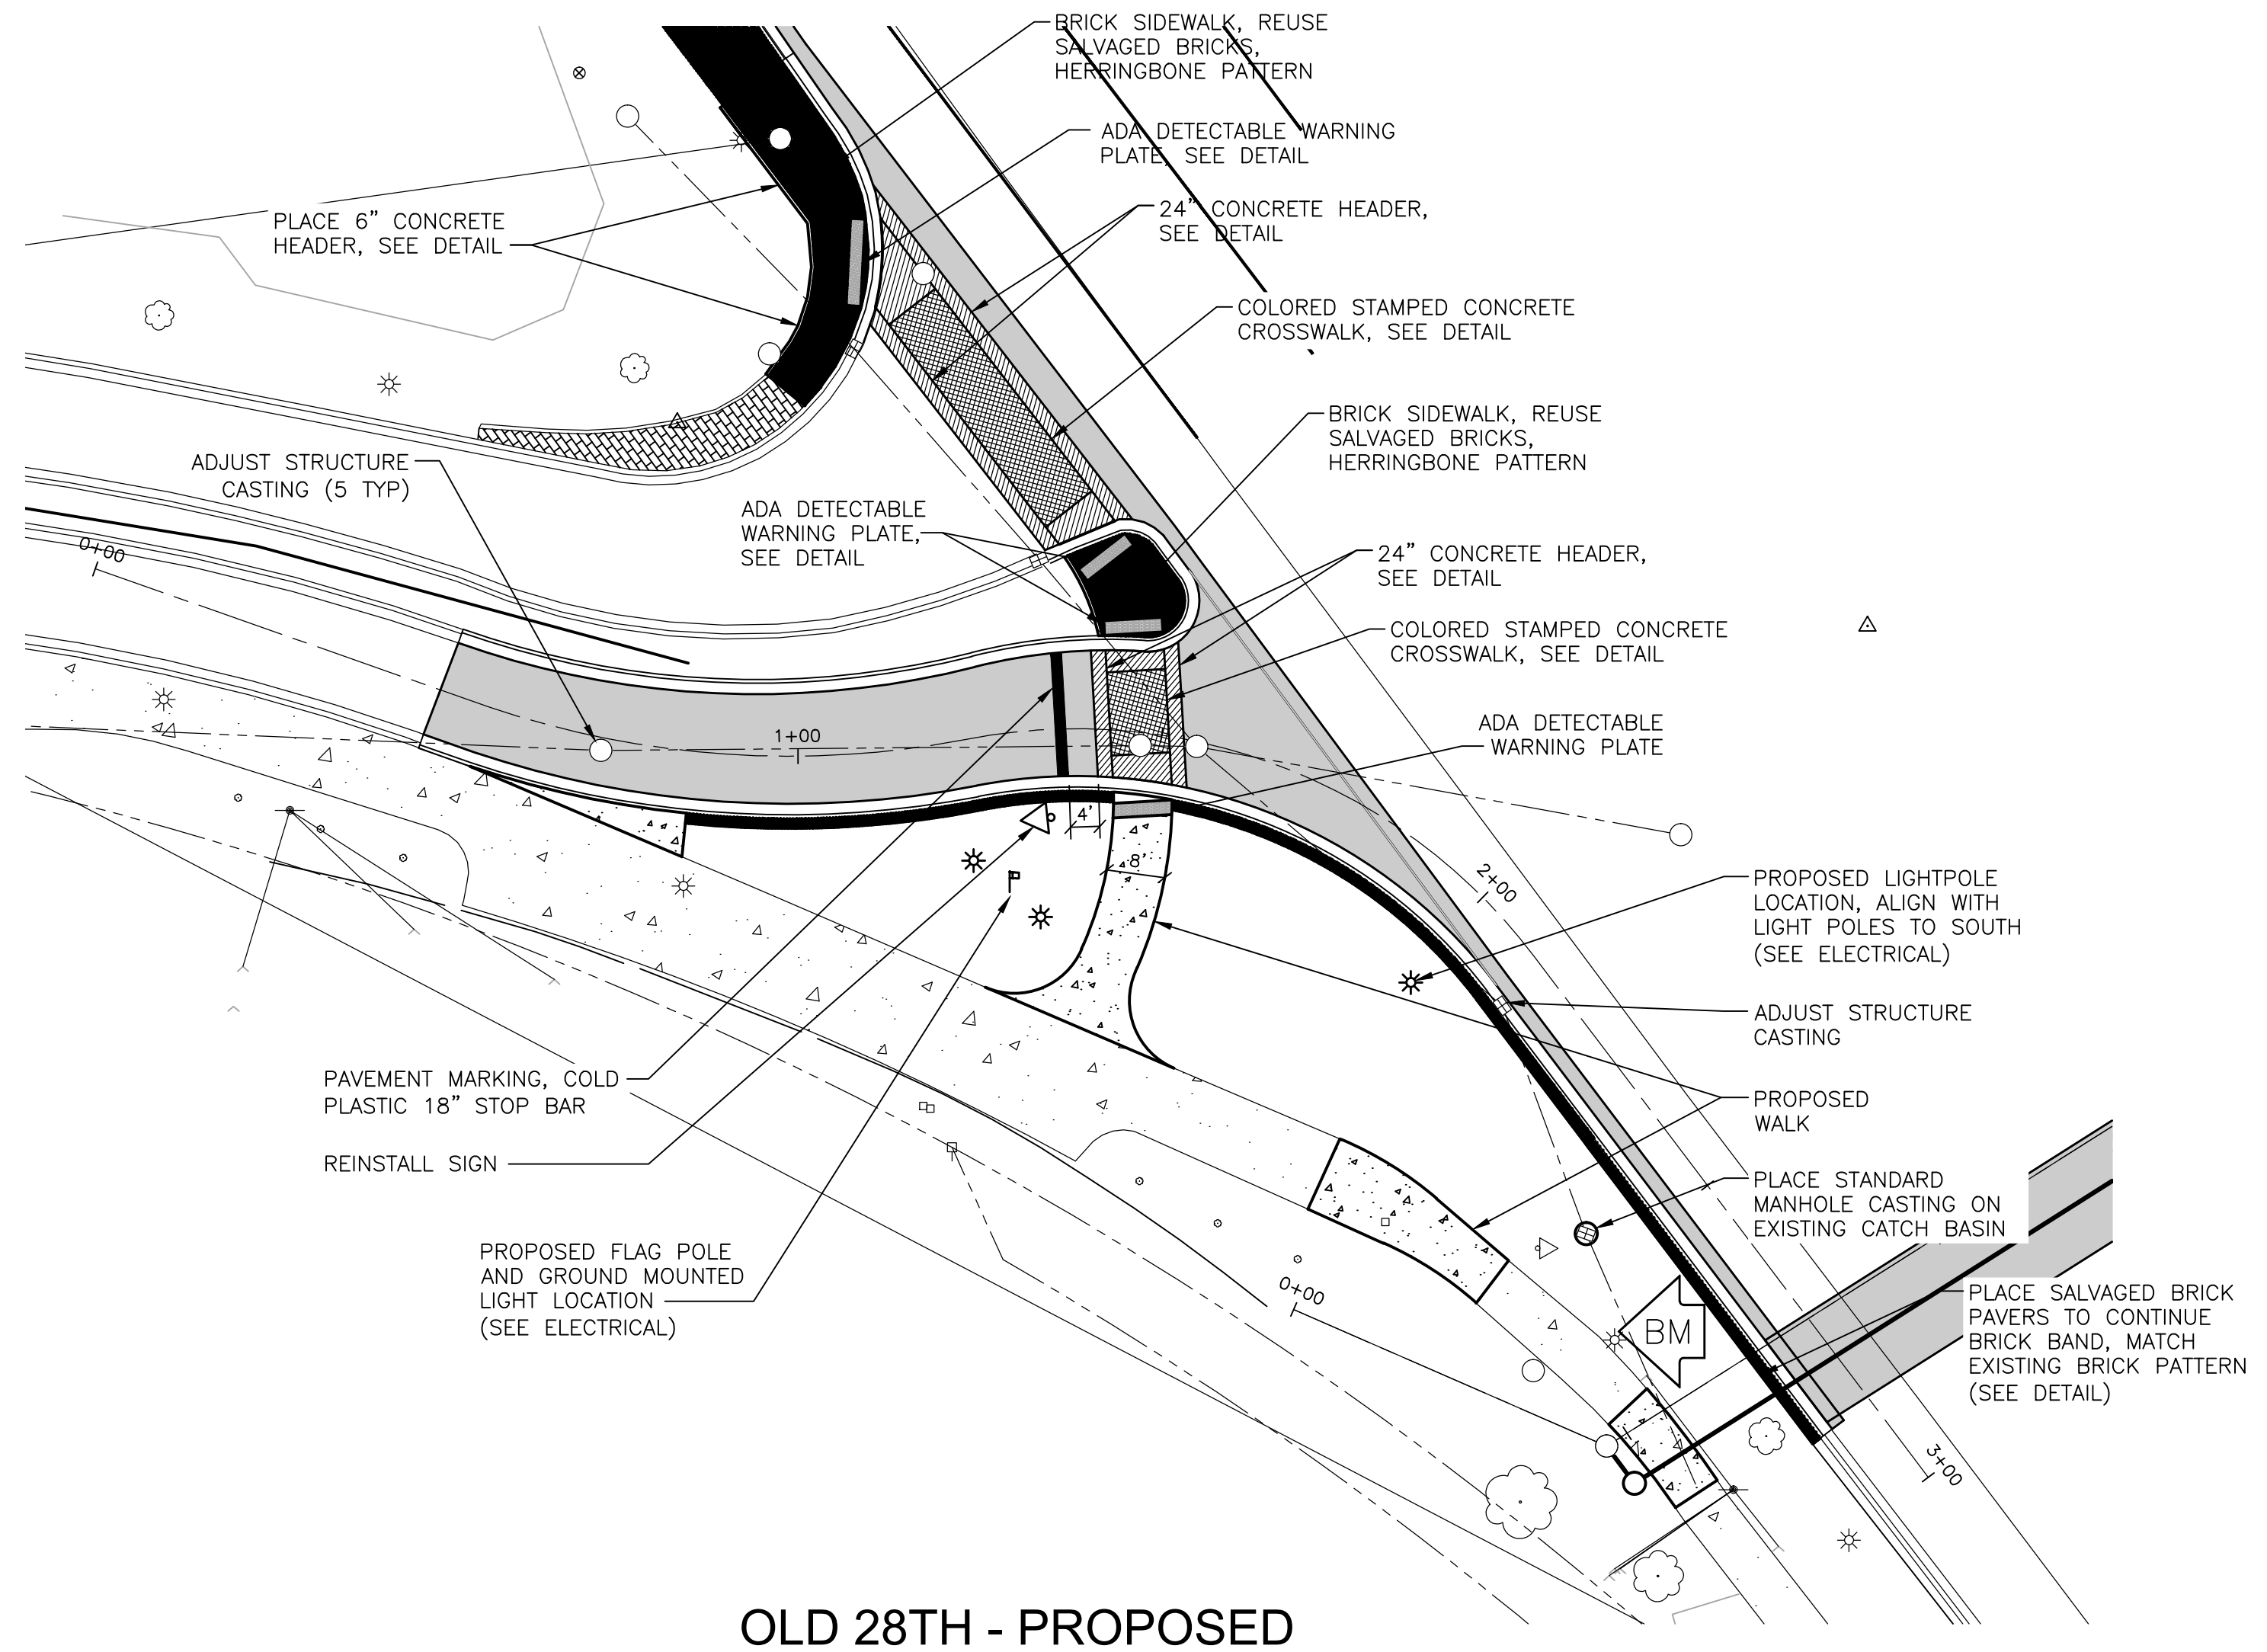 BRICK SIDEWALK, REUSE
SALVAGED BRICKS,
HERRINGBONE PATTERN
ADA DETECTABLE WARNING
PLATE, SEE DETAIL
24" CONCRETE HEADER,
SEE DETAIL
PLACE 6" CONCRETE
HEADER, SEE DETAIL
COLORED STAMPED CONCRETE
CROSSWALK, SEE DETAIL
BRICK SIDEWALK, REUSE
SALVAGED BRICKS,
HERRINGBONE PATTERN
ADJUST STRUCTURE
CASTING (5 TYP)
ADA DETECTABLE
WARNING PLATE,
SEE DETAIL
0+00
24" CONCRETE HEADER,
SEE DETAIL
COLORED STAMPED CONCRETE
CROSSWALK, SEE DETAIL
ADA DETECTABLE
WARNING PLATE
1+00
4'
8'
2+00
PROPOSED LIGHTPOLE
LOCATION, ALIGN WITH
LIGHT POLES TO SOUTH
(SEE ELECTRICAL)
ADJUST STRUCTURE
CASTING
PAVEMENT MARKING, COLD
PLASTIC 18" STOP BAR
PROPOSED
WALK
REINSTALL SIGN
PLACE STANDARD
MANHOLE CASTING ON
EXISTING CATCH BASIN
PROPOSED FLAG POLE
AND GROUND MOUNTED
LIGHT LOCATION
(SEE ELECTRICAL)
0+00
BM
PLACE SALVAGED BRICK
PAVERS TO CONTINUE
BRICK BAND, MATCH
EXISTING BRICK PATTERN
(SEE DETAIL)
3+00
OLD 28TH - PROPOSED